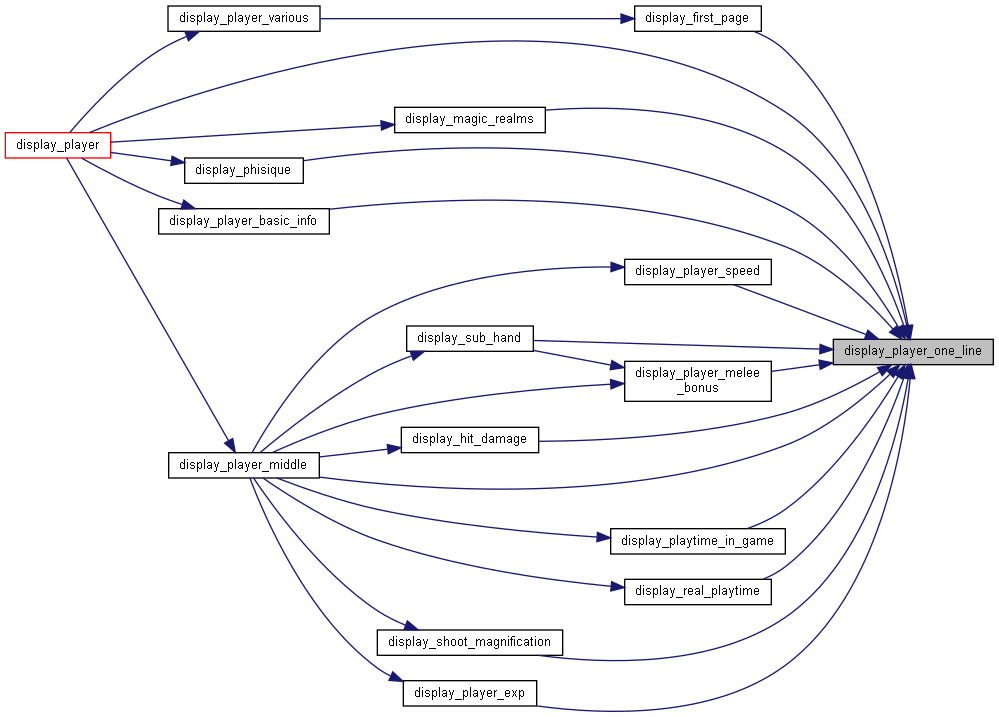 display_player_various
display_first_page
display_magic_realms
display_player
display_phisique
display_player_basic_info
display_player_speed
display_sub_hand
display_player_one_line
display_player_melee
_bonus
display_hit_damage
display_player_middle
display_playtime_in_game
display_real_playtime
display_shoot_magnification
display_player_exp